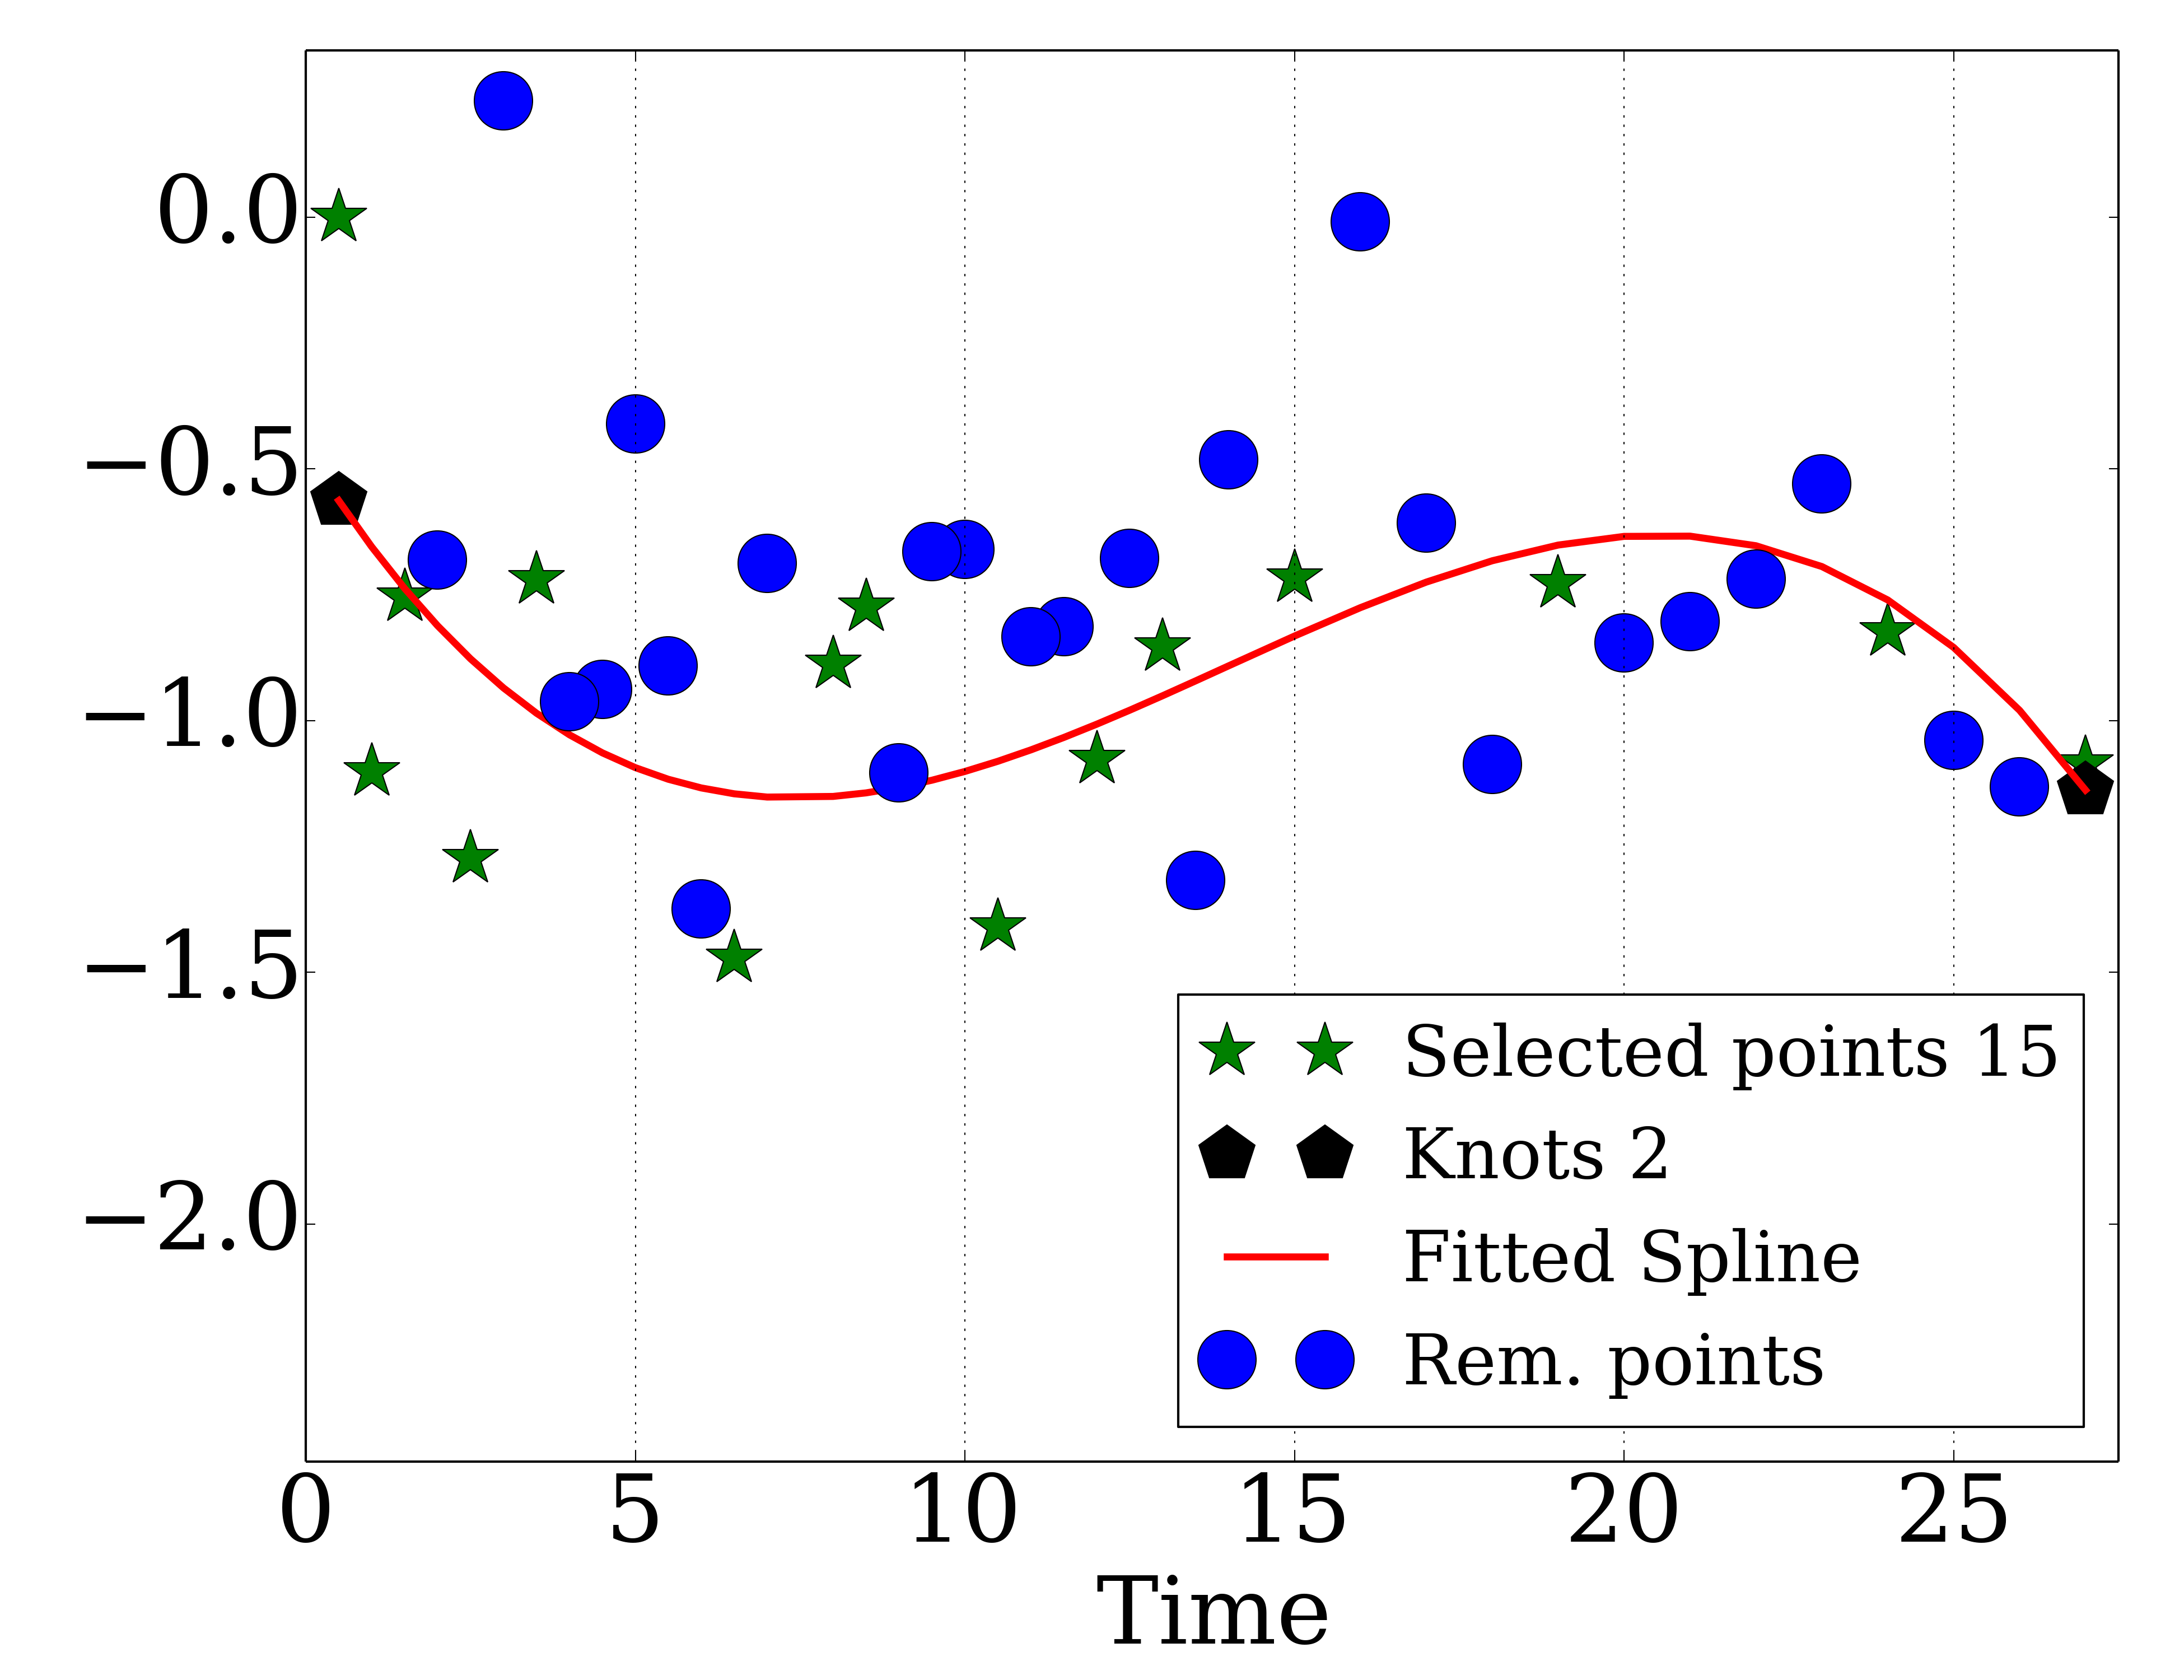 0.0
−0.5
−1.0
−1.5
−2.0
Selected points 15
Knots 2
Fitted Spline
Rem. points
0 5 10 15 20 25
Time